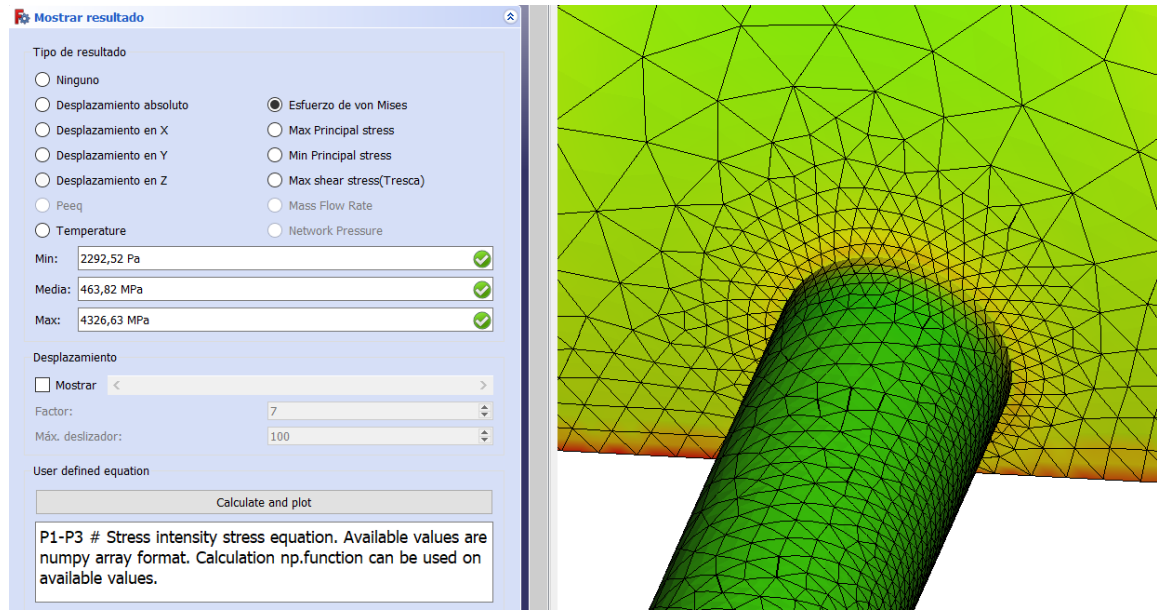 Mostrar resultado
Tipo de resultado
Ninguno
Desplazamiento absoluto
Esfuerzo de von Mises
Desplazamiento en X
Max Principal stress
Desplazamiento en Y
Min Principal stress
Desplazamiento en Z
Max shear stress(Tresca)
Peeq
Mass Flow Rate
Temperature
Network Pressure
Min: 2292,52 Pa
Media: 463,82 MPa
Max: 4326,63 MPa
Desplazamiento
Mostrar
Factor: 7
Máx. deslizador: 100
User defined equation
Calculate and plot
P1-P3 # Stress intensity stress equation. Available values are
numpy array format. Calculation np.function can be used on
available values.